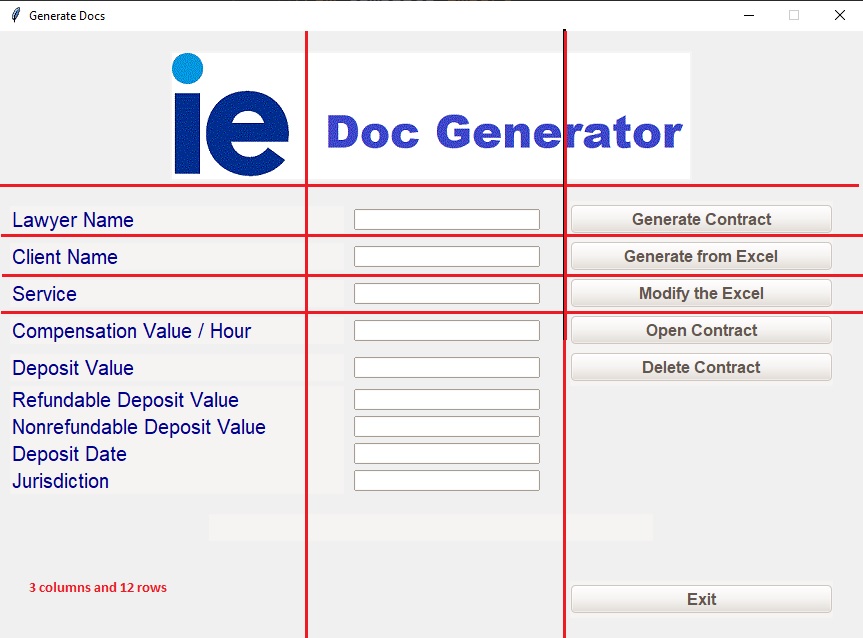 Generate Docs
ie
Doc Generator
Lawyer Name
Generate Contract
Client Name
Generate from Excel
Service
Modify the Excel
Compensation Value / Hour
Open Contract
Deposit Value
Delete Contract
Refundable Deposit Value
Nonrefundable Deposit Value
Deposit Date
Jurisdiction
3 columns and 12 rows
Exit